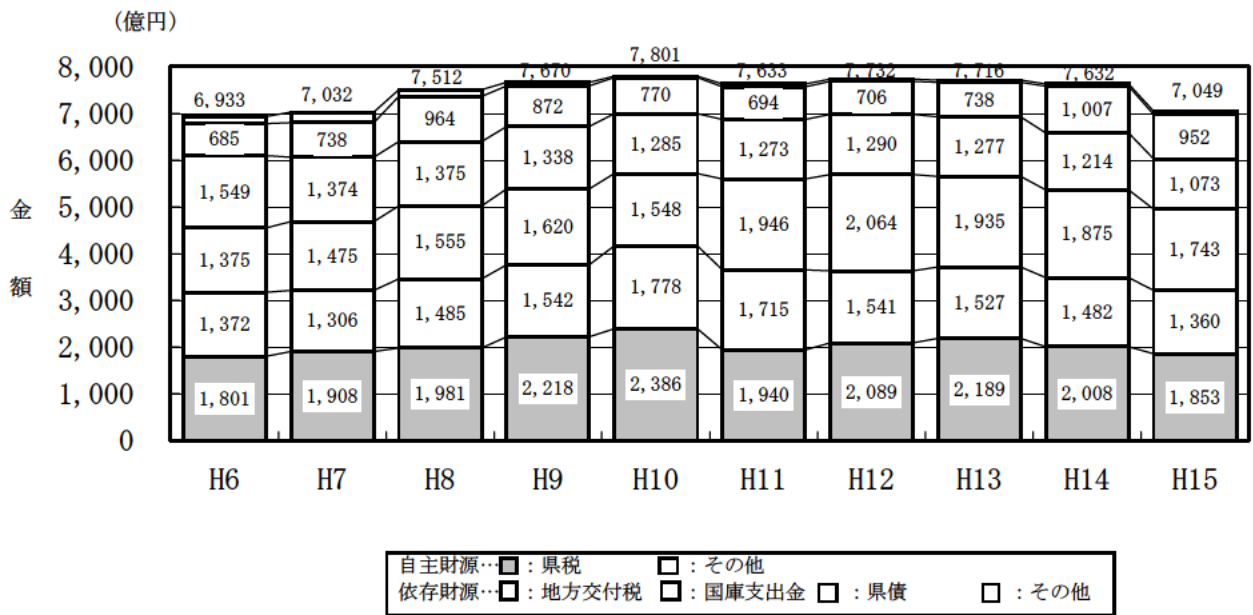 (億円)
7,801
7,670 7,633 7,732 7,716 7,632
8,000 7,512
6,933 7,032 7,049
7,000
685 738 964 872 770 694 706 738 1,007 952
6,000
1,549 1,374 1,375 1,338 1,285 1,273 1,290 1,277 1,214 1,073
金 5,000
1,375 1,475 1,555 1,620 1,548 1,946 2,064 1,935 1,875 1,743
4,000
額
3,000
1,372 1,306 1,485 1,542 1,778 1,715 1,541 1,527 1,482 1,360
2,000
1,000 1,801 1,908 1,981 2,218 2,386 1,940 2,089 2,189 2,008 1,853
0
H6 H7 H8 H9 H10 H11 H12 H13 H14 H15
自主財源… : 県税 : その他
依存財源… : 地方交付税 : 国庫支出金 : 県債 : その他